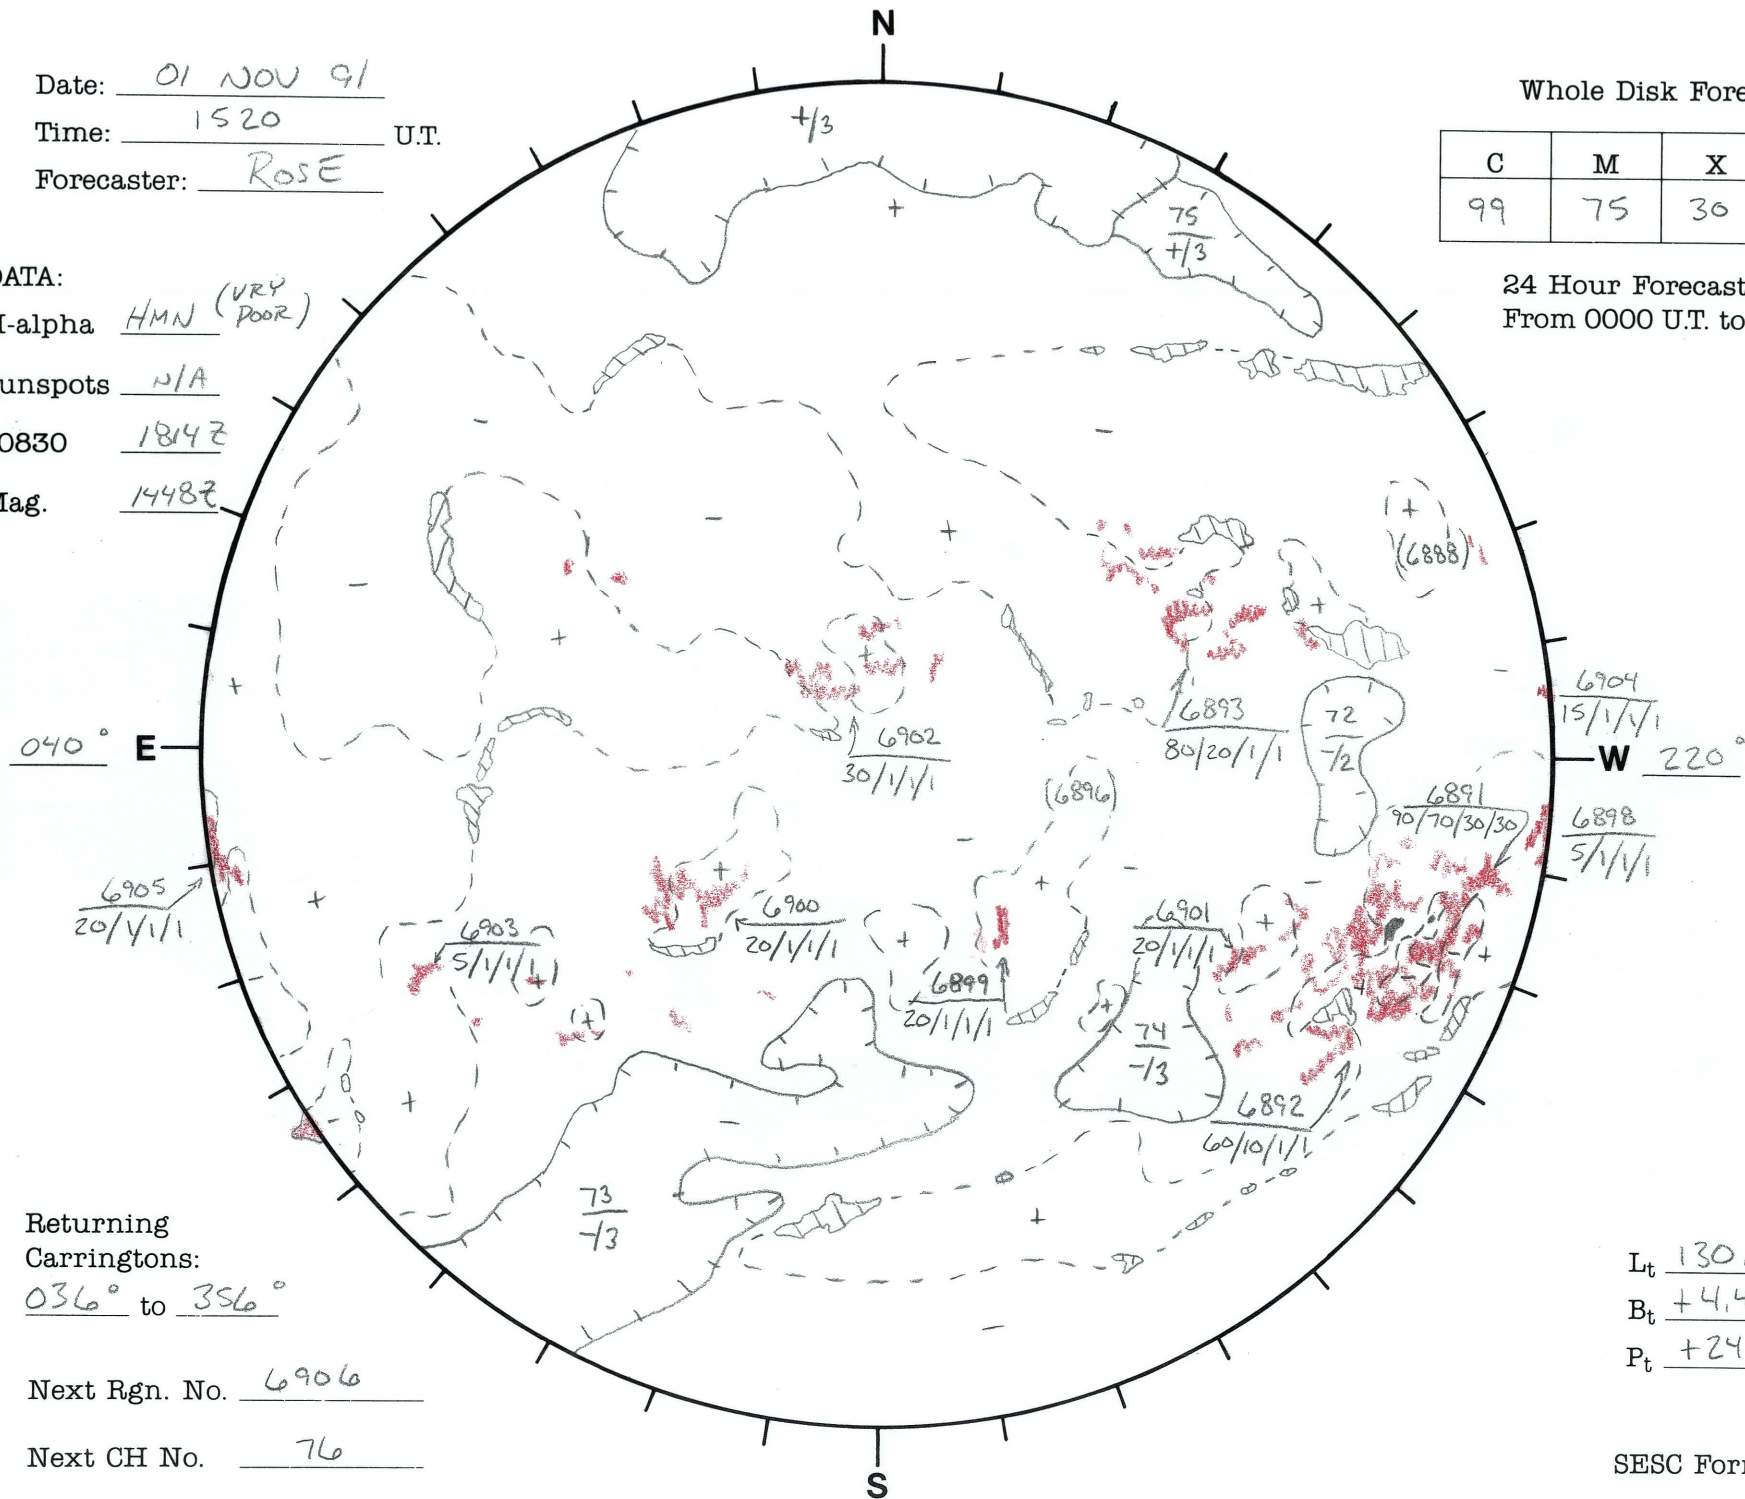 N
Date: 01 NOV 91
Time: 1520 U.T.
Forecaster: ROSE
Whole Disk Fore
C M X
99 75 30
24 Hour Forecast
From 0000 U.T. to
DATA:
H-alpha HMN (VRY POOR)
unspots N/A
0830 1814Z
Mag. 1448Z
+/3
+
75
+/3
-
-
-
+
+
(6888)
-
+
+
+
+
-
6904
15/1/1/1
6893
80/20/1/1
72
-/2
6902
30/1/1/1
040° E
W 220°
(6896)
-
6891
90/70/30/30
6898
5/1/1/1
-
-
+
+
-
6905
20/1/1/1
+
6903
5/1/1/1
+
6900
20/1/1/1
+
6901
20/1/1/1
+
+
6899
20/1/1/1
+
+
74
-/3
+
6892
60/10/1/1
-
73
-/3
+
-
Returning
Carringtons:
036° to 356°
Next Rgn. No. 6906
Next CH No. 76
Lt 130.
Bt +4.4
Pt +24
S
SESC For